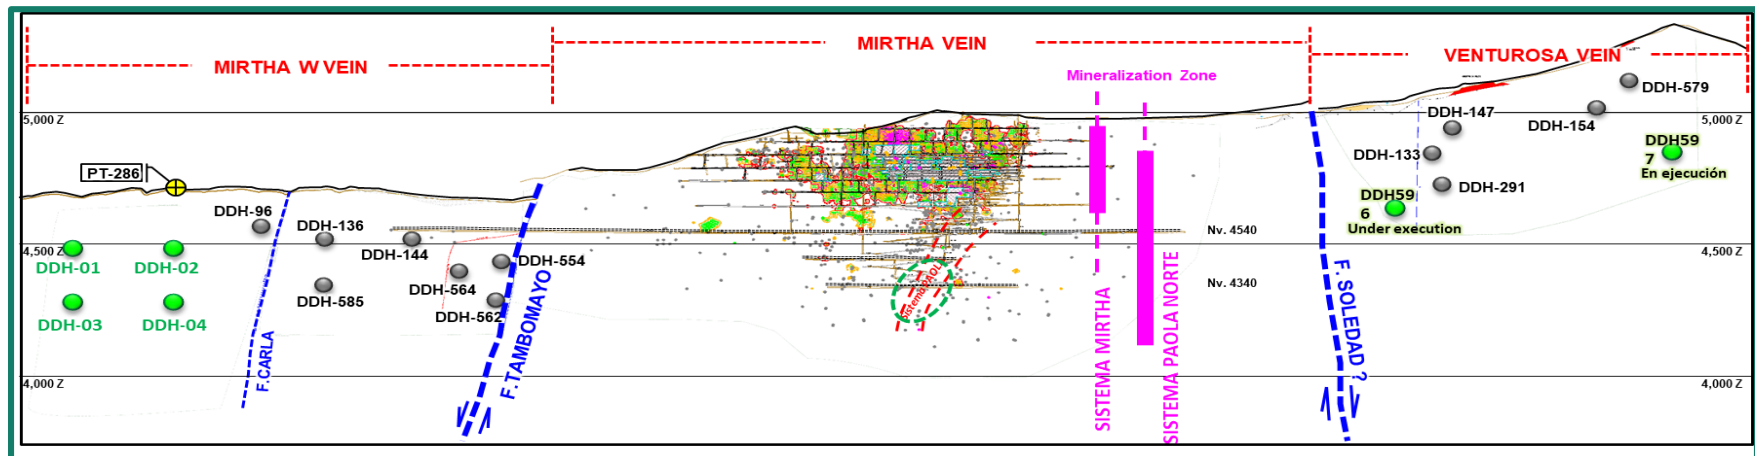 MIRTHA W VEIN
MIRTHA VEIN
VENTUROSA VEIN
Mineralization Zone
5,000 Z
5,000 Z
DDH-579
DDH-147
DDH-154
DDH-133
DDH59
7
En ejecución
DDH-291
DDH59
6
Under execution
PT-286
DDH-96
DDH-136
DDH-144
Nv. 4540
4,500 Z
4,500 Z
DDH-01
DDH-02
DDH-554
DDH-564
DDH-585
DDH-562
Nv. 4340
DDH-03
DDH-04
F.CARLA
F.TAMBOMAYO
Sistema PAOLA
SISTEMA MIRTHA
SISTEMA PAOLA NORTE
F.SOLEDAD ?
4,000 Z
4,000 Z